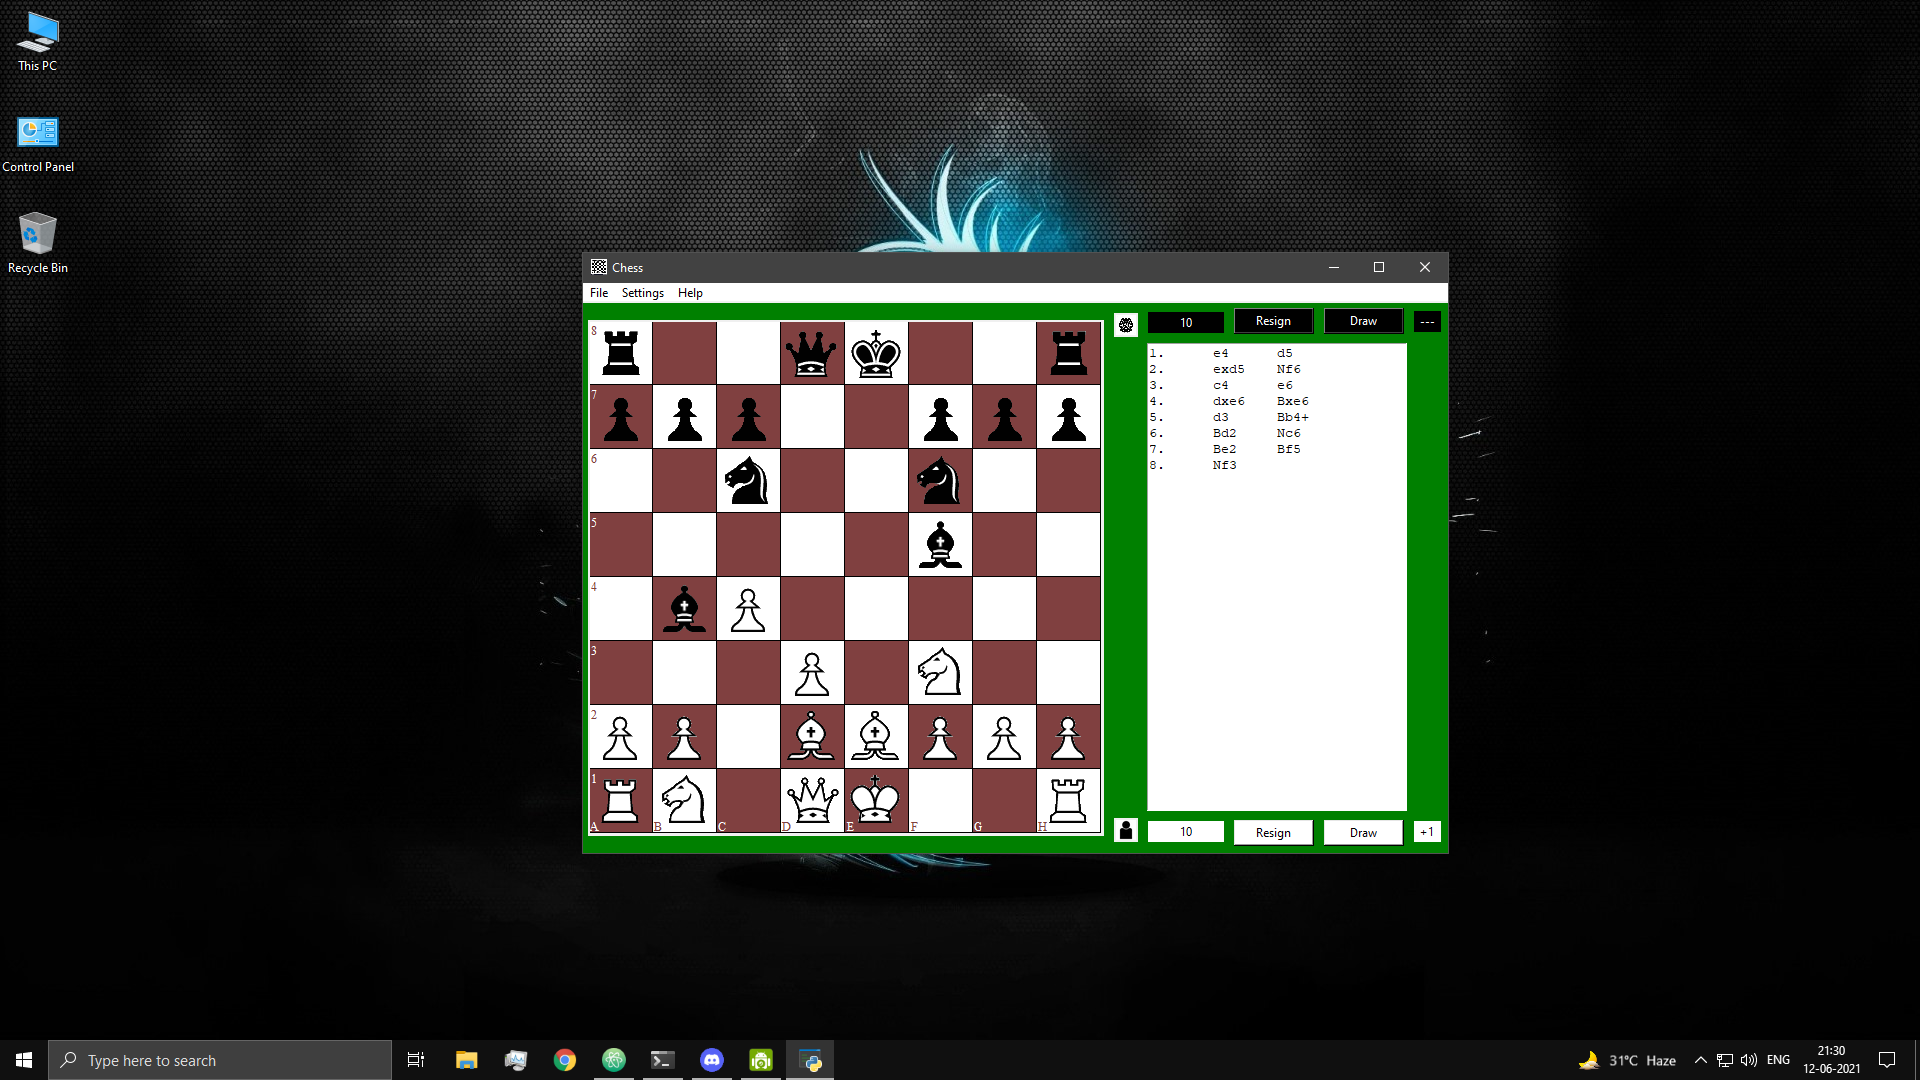 This PC
Control Panel
Recycle Bin
Chess
File Settings Help
10 Resign Draw ---
8
7
6
5
4
3
2
1
A B C D E F G H
1. e4 d5
2. exd5 Nf6
3. c4 e6
4. dxe6 Bxe6
5. d3 Bb4+
6. Bd2 Nc6
7. Be2 Bf5
8. Nf3
10 Resign Draw +1
Type here to search
31°C Haze
ENG
21:30
12-06-2021